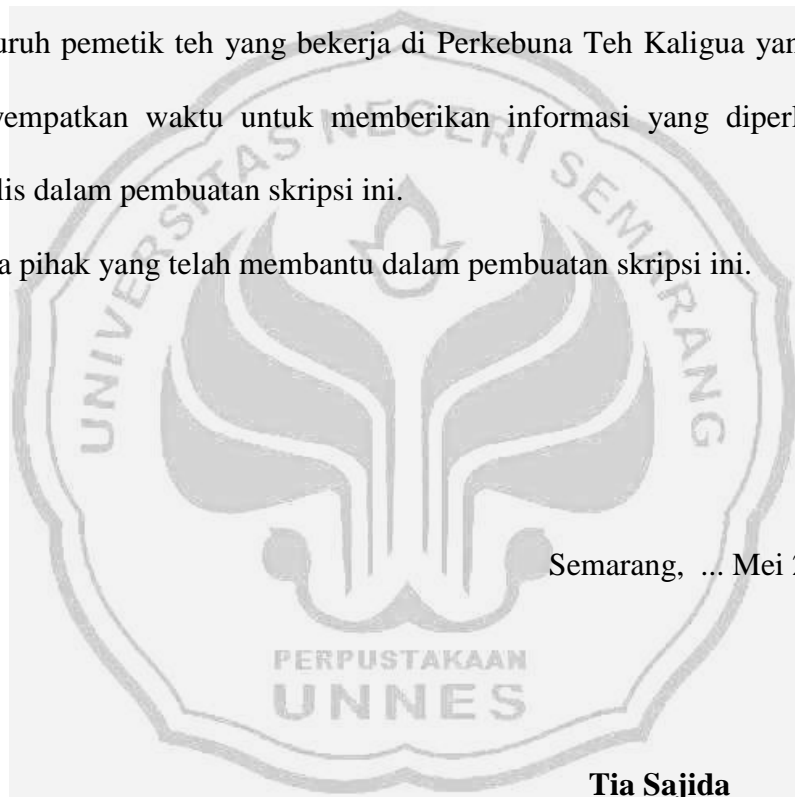 uruh pemetik teh yang bekerja di Perkebuna Teh Kaligua yan
yempatkan waktu untuk memberikan informasi yang diperl
lis dalam pembuatan skripsi ini.
a pihak yang telah membantu dalam pembuatan skripsi ini.
UNIVERSITAS NEGERI SEMARANG
Semarang, ... Mei 2
PERPUSTAKAAN
UNNES
Tia Sajida